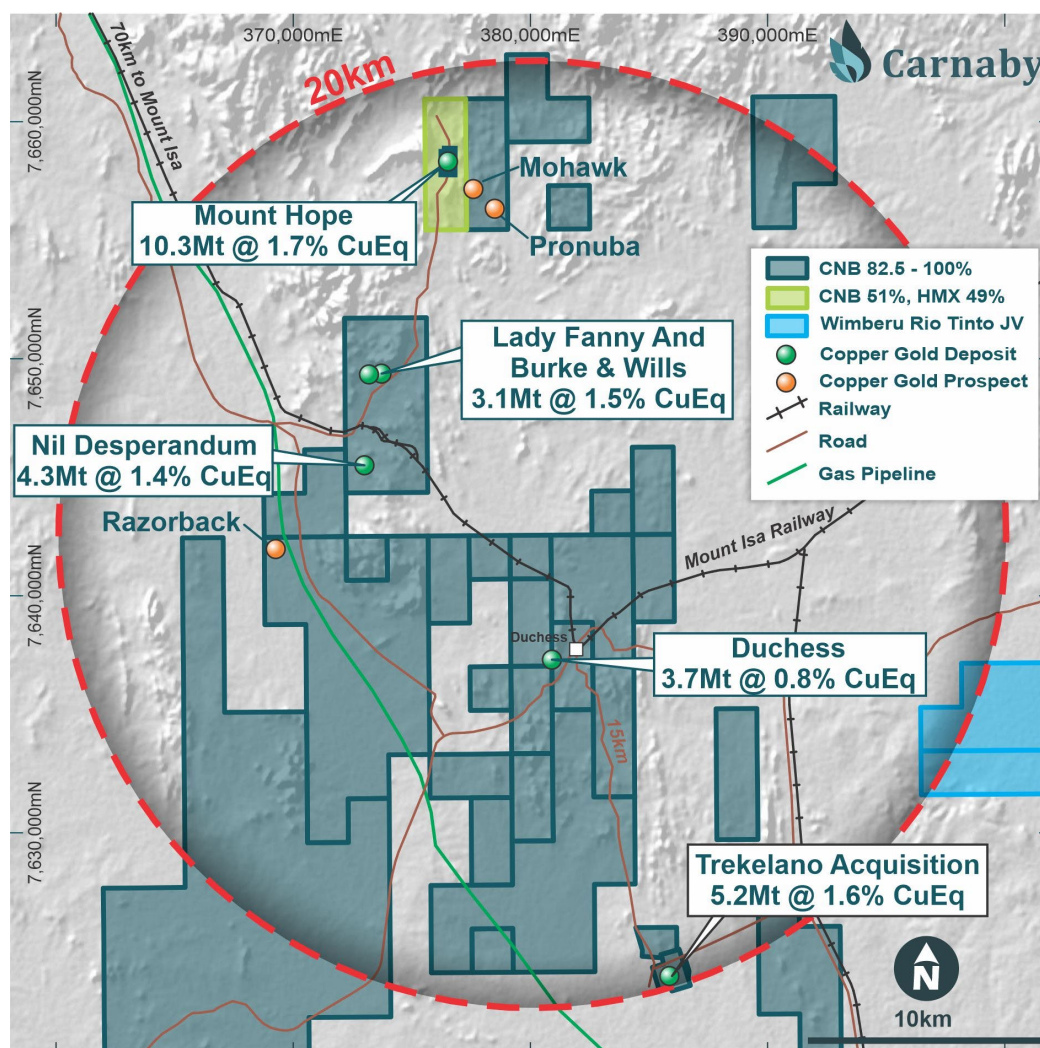 370,000mE
380,000mE
390,000mE
Carnaby
70km to Mount Isa
20km
7,660,000mN
Mohawk
Mount Hope
10.3Mt @ 1.7% CuEq
Pronuba
CNB 82.5 - 100%
CNB 51%, HMX 49%
Wimberu Rio Tinto JV
Copper Gold Deposit
Copper Gold Prospect
Railway
Road
Gas Pipeline
7,650,000mN
Lady Fanny And
Burke & Wills
3.1Mt @ 1.5% CuEq
Nil Desperandum
4.3Mt @ 1.4% CuEq
Razorback
Mount Isa Railway
7,640,000mN
Duchess
Duchess
3.7Mt @ 0.8% CuEq
15km
7,630,000mN
Trekelano Acquisition
5.2Mt @ 1.6% CuEq
N
10km